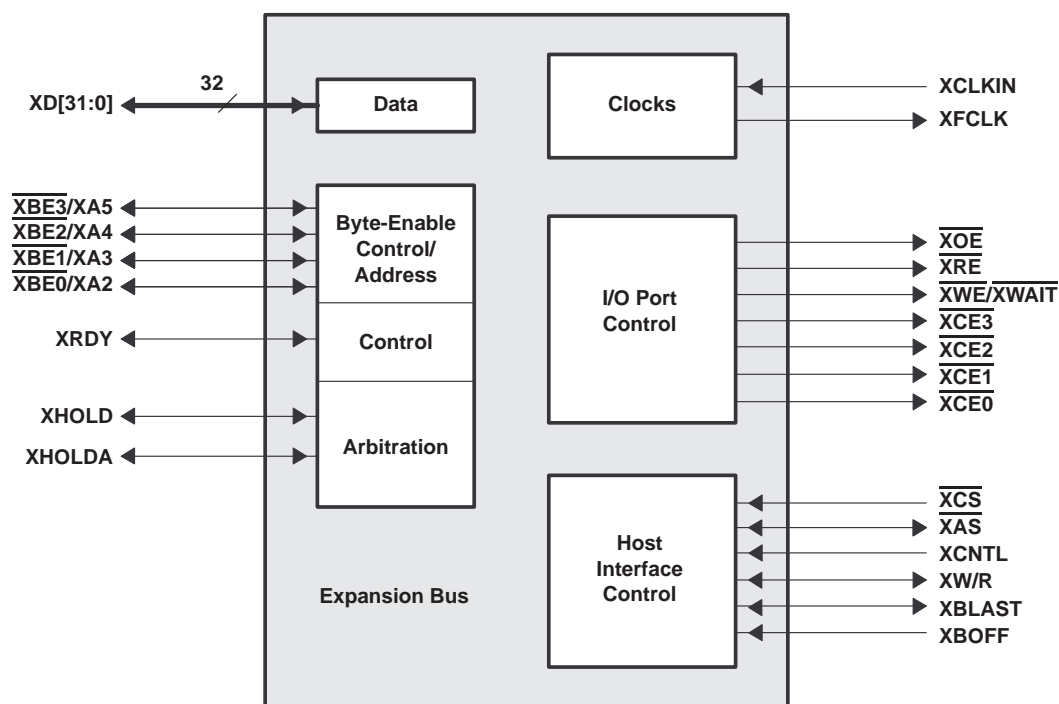 32
XD[31:0]
Data
Clocks
XCLKIN
XFCLK
XBE3/XA5
XBE2/XA4
XBE1/XA3
XBE0/XA2
Byte-Enable
Control/
Address
XRDY
Control
XHOLD
XHOLDA
Arbitration
I/O Port
Control
XOE
XRE
XWE/XWAIT
XCE3
XCE2
XCE1
XCE0
Host
Interface
Control
XCS
XAS
XCNTL
XW/R
XBLAST
XBOFF
Expansion Bus